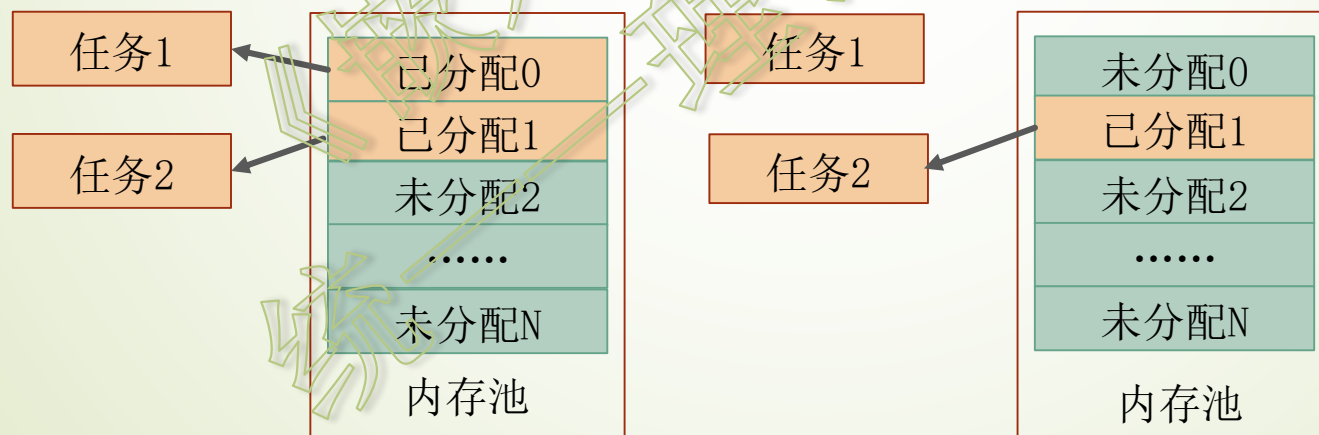 任务1
任务2
已分配0
已分配1
未分配2
……
未分配N
内存池
任务1
任务2
未分配0
已分配1
未分配2
……
未分配N
内存池
统——